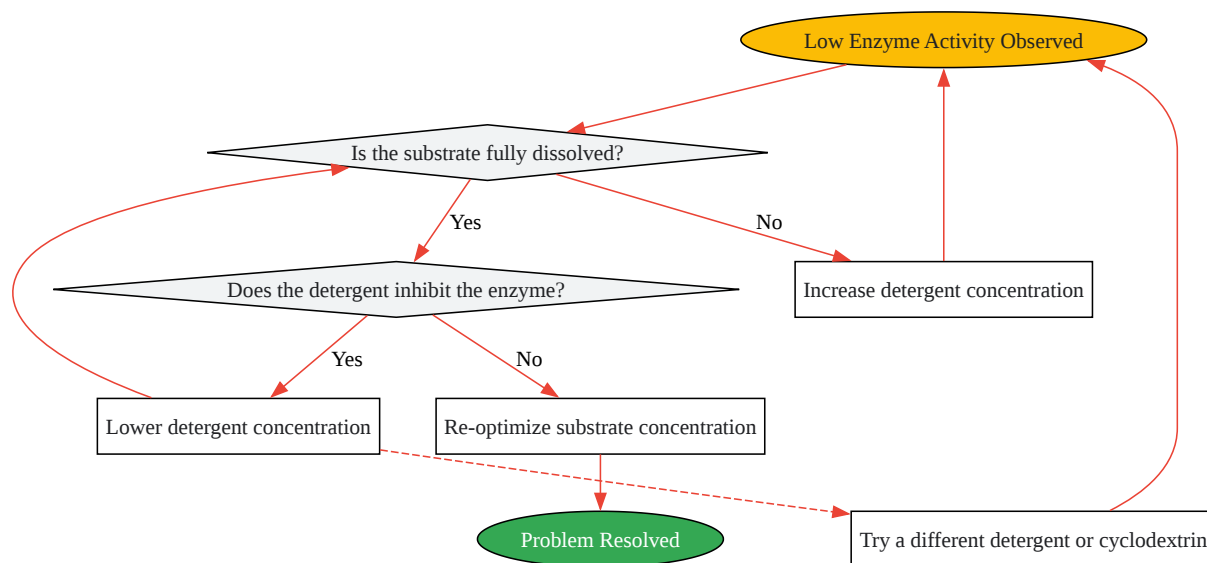 Low Enzyme Activity Observed
Is the substrate fully dissolved?
Yes
No
Does the detergent inhibit the enzyme?
Increase detergent concentration
Yes
No
Lower detergent concentration
Re-optimize substrate concentration
Problem Resolved
Try a different detergent or cyclodextrin